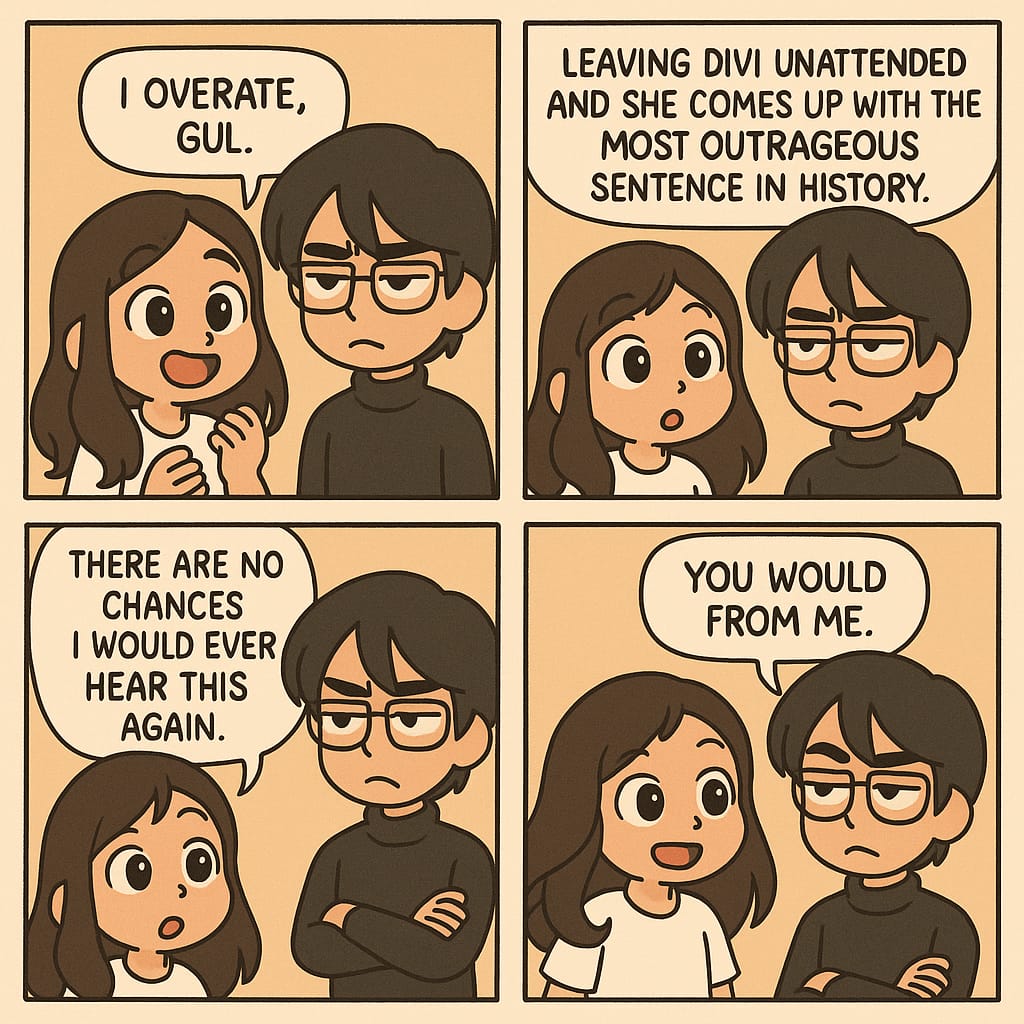 I OVERATE,
GUL.
LEAVING DIVI UNATTENDED
AND SHE COMES UP WITH THE
MOST OUTRAGEOUS
SENTENCE IN HISTORY.
THERE ARE NO
CHANCES
I WOULD EVER
HEAR THIS
AGAIN.
YOU WOULD
FROM ME.